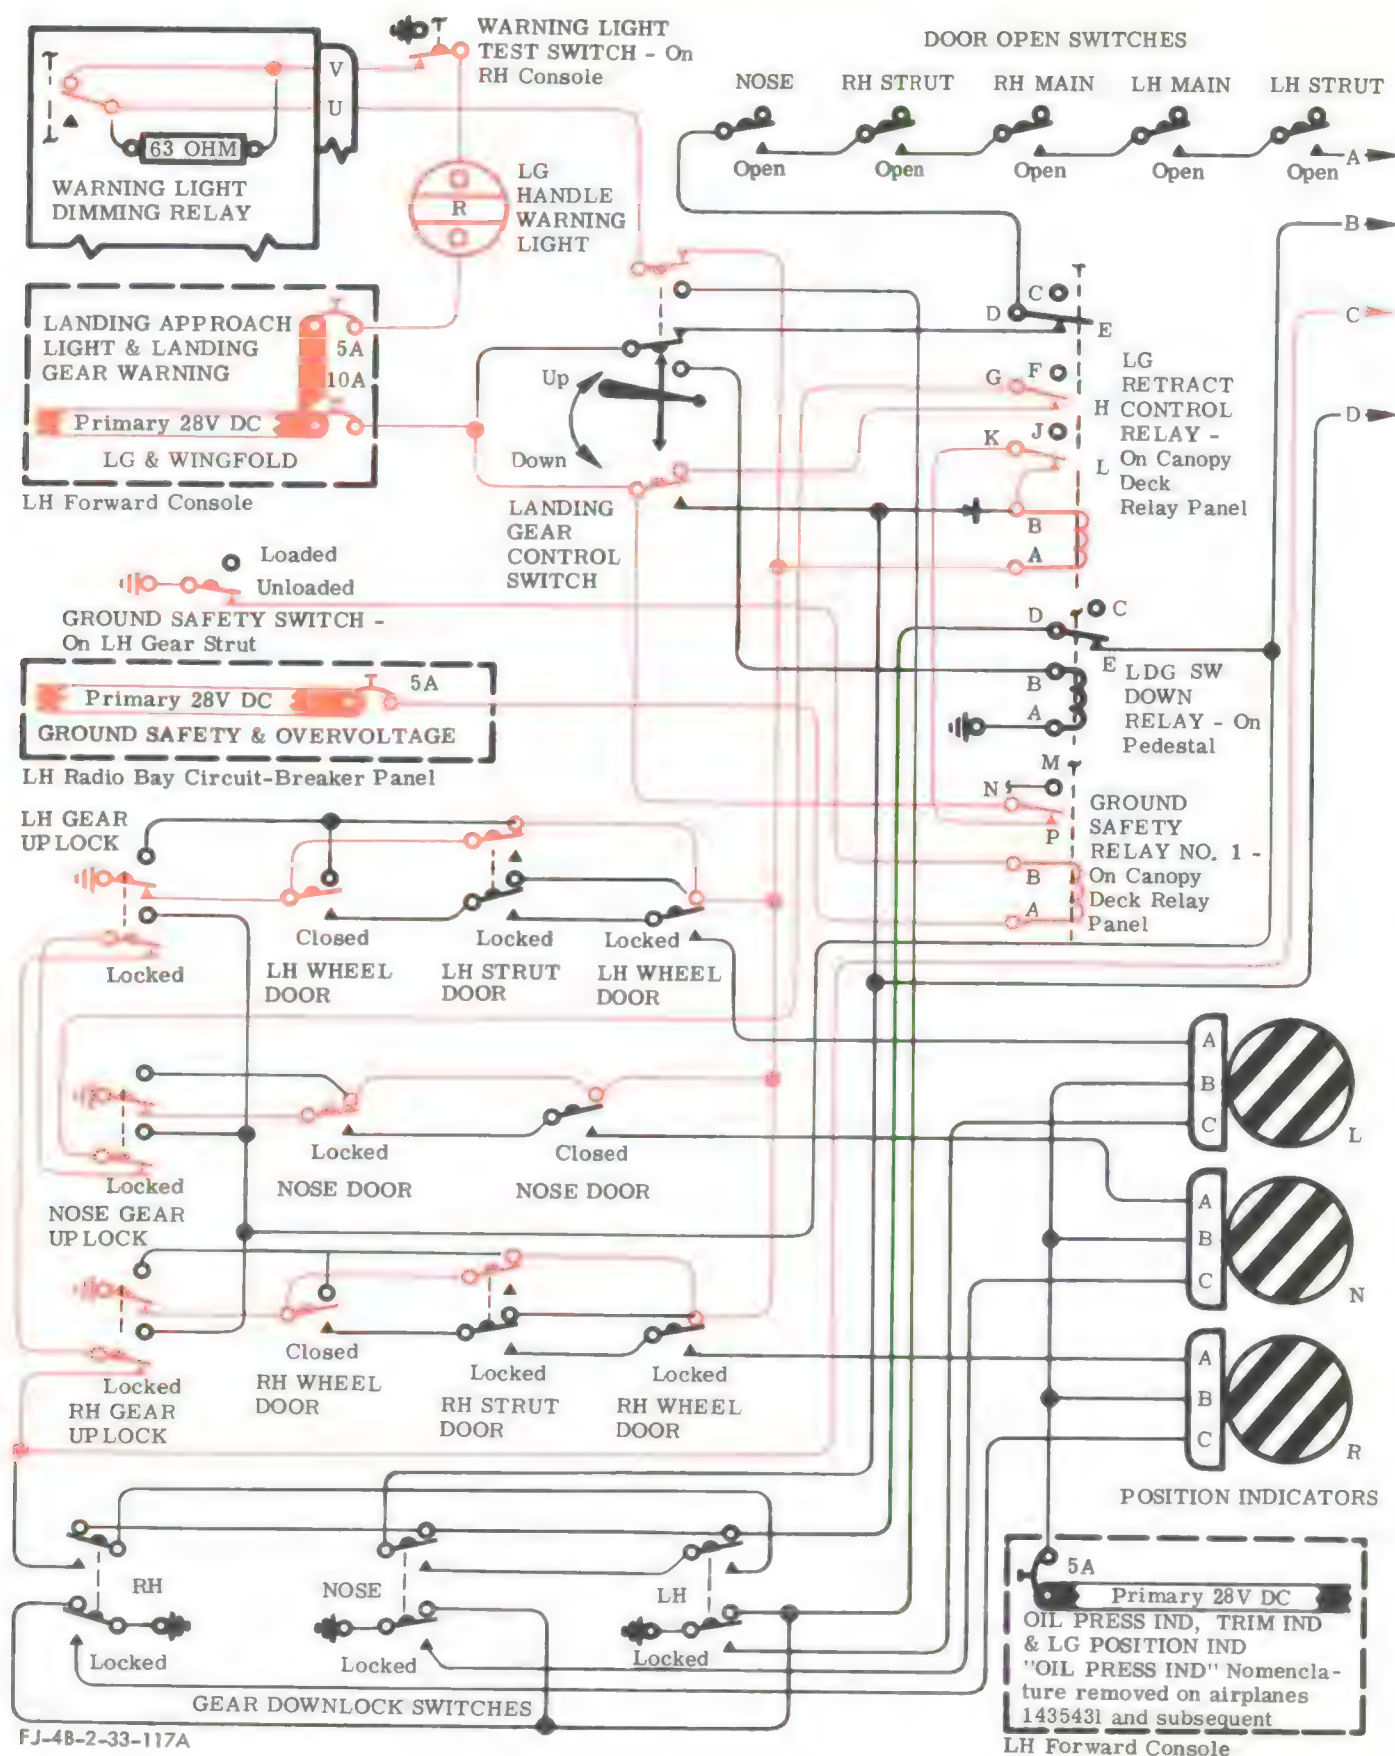 WARNING LIGHT
TEST SWITCH - On
RH Console
DOOR OPEN SWITCHES
NOSE
RH STRUT
RH MAIN
LH MAIN
LH STRUT
Open
Open
Open
Open
Open
A
B
C
D
V
U
63 OHM
WARNING LIGHT
DIMMING RELAY
R
LG
HANDLE
WARNING
LIGHT
LANDING APPROACH
LIGHT & LANDING
GEAR WARNING
5A
10A
Primary 28V DC
LG & WINGFOLD
LH Forward Console
Up
Down
LANDING
GEAR
CONTROL
SWITCH
C
D
E
F
G
H
J
K
L
B
A
LG
RETRACT
CONTROL
RELAY -
On Canopy
Deck
Relay Panel
Loaded
Unloaded
GROUND SAFETY SWITCH -
On LH Gear Strut
5A
Primary 28V DC
GROUND SAFETY & OVERVOLTAGE
LH Radio Bay Circuit-Breaker Panel
D
C
E
B
A
LDG SW
DOWN
RELAY - On
Pedestal
M
N
P
B
A
GROUND
SAFETY
RELAY NO. 1 -
On Canopy
Deck Relay
Panel
LH GEAR
UPLOCK
Locked
Closed
LH WHEEL
DOOR
Locked
LH STRUT
DOOR
Locked
LH WHEEL
DOOR
Locked
NOSE GEAR
UPLOCK
Locked
NOSE DOOR
Closed
NOSE DOOR
Locked
RH GEAR
UPLOCK
Closed
RH WHEEL
DOOR
Locked
RH STRUT
DOOR
Locked
RH WHEEL
DOOR
A
B
C
L
A
B
C
N
A
B
C
R
POSITION INDICATORS
RH
NOSE
LH
Locked
Locked
Locked
GEAR DOWNLOCK SWITCHES
5A
Primary 28V DC
OIL PRESS IND, TRIM IND
& LG POSITION IND
"OIL PRESS IND" Nomencla-
ture removed on airplanes
1435431 and subsequent
LH Forward Console
FJ-4B-2-33-117A